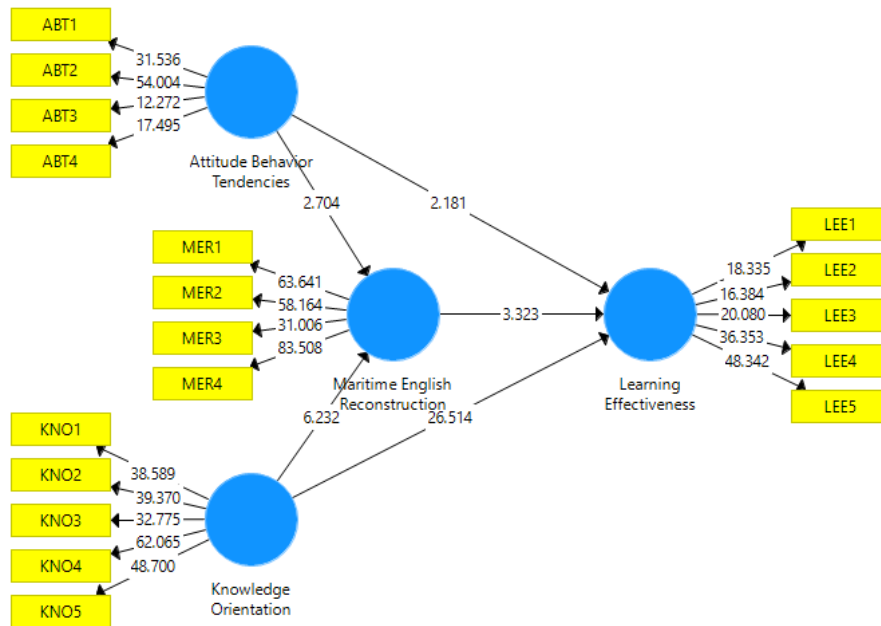 ABT1
ABT2
ABT3
ABT4
31.536
54.004
12.272
17.495
Attitude Behavior
Tendencies
2.704
2.181
MER1
MER2
MER3
MER4
63.641
58.164
31.006
83.508
Maritime English
Reconstruction
3.323
LEE1
LEE2
LEE3
LEE4
LEE5
18.335
16.384
20.080
36.353
48.342
Learning
Effectiveness
6.232
26.514
KNO1
KNO2
KNO3
KNO4
KNO5
38.589
39.370
32.775
62.065
48.700
Knowledge
Orientation